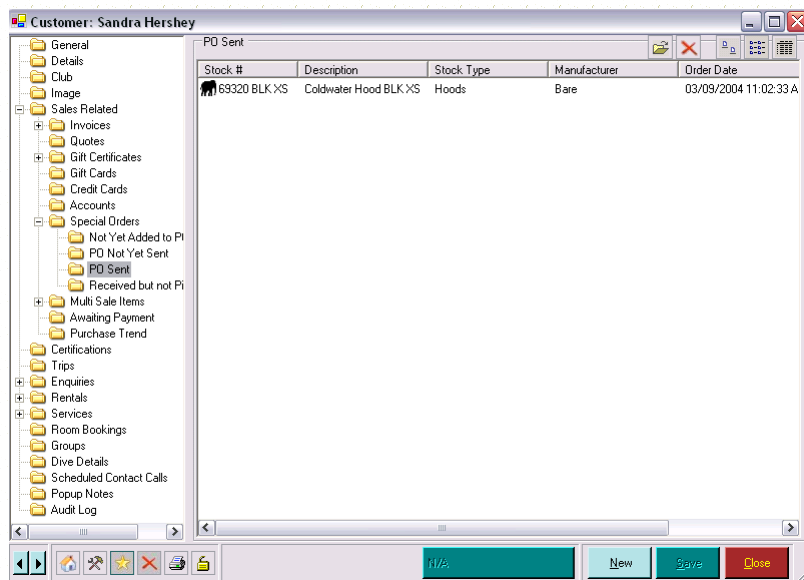 Customer: Sandra Hershey
General
Details
Club
Image
Sales Related
Invoices
Quotes
Gift Certificates
Gift Cards
Credit Cards
Accounts
Special Orders
Not Yet Added to P
PO Not Yet Sent
PO Sent
Received but not Pi
Multi Sale Items
Awaiting Payment
Purchase Trend
Certifications
Trips
Enquiries
Rentals
Services
Room Bookings
Groups
Dive Details
Scheduled Contact Calls
Popup Notes
Audit Log
PO Sent
Stock # Description Stock Type Manufacturer Order Date
69320 BLK XS Coldwater Hood BLK XS Hoods Bare 03/09/2004 11:02:33 A
N/A New Save Close